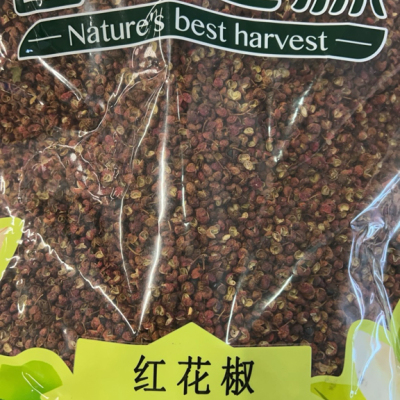 Nature's best harvest
红花椒